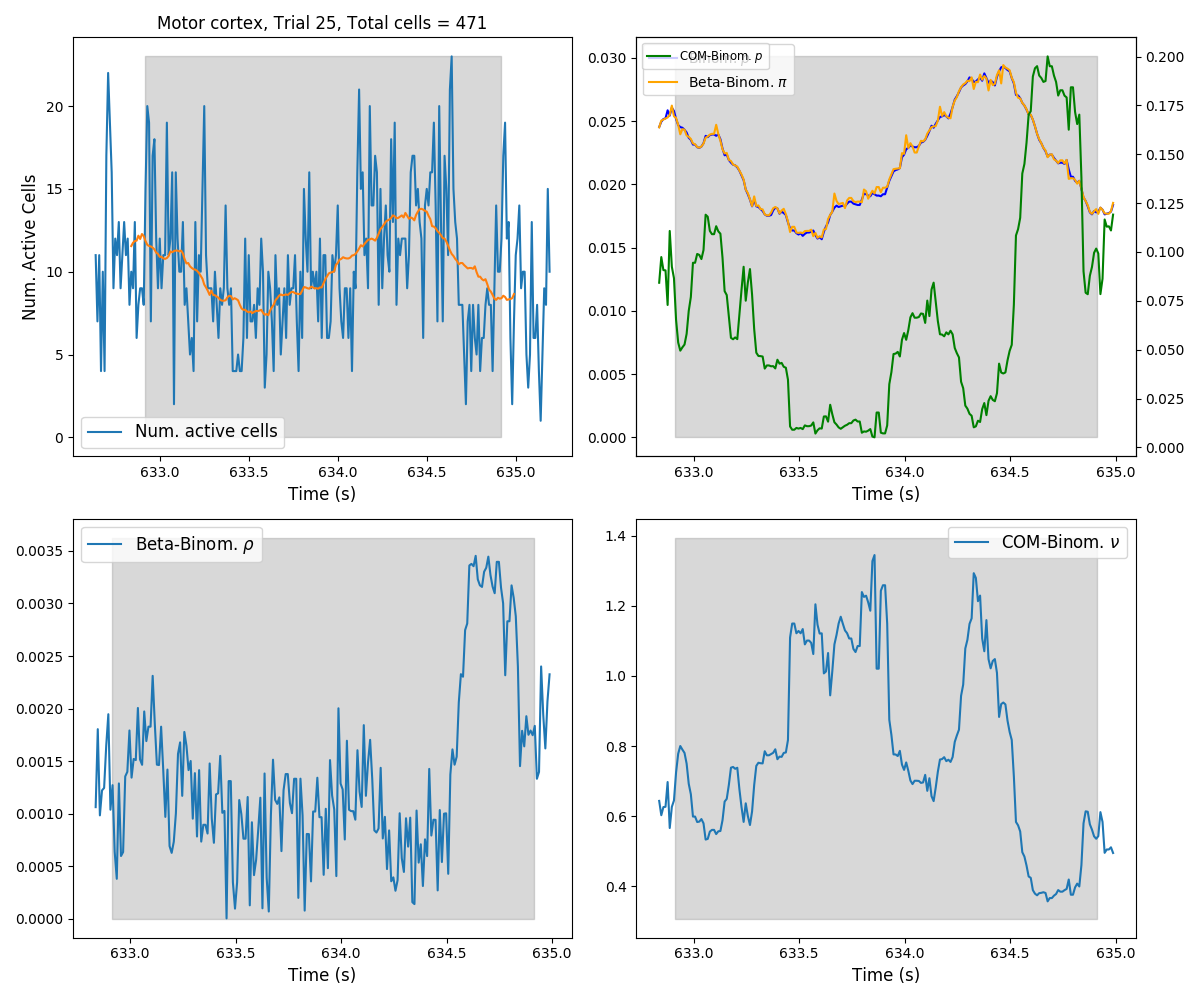 Motor cortex, Trial 25, Total cells = 471
Num. Active Cells
20
15
10
5
0
Num. active cells
633.0 633.5 634.0 634.5 635.0
Time (s)
COM-Binom. p
Beta-Binom. π
0.030
0.025
0.020
0.015
0.010
0.005
0.000
0.200
0.175
0.150
0.125
0.100
0.075
0.050
0.025
0.000
633.0 633.5 634.0 634.5 635.0
Time (s)
Beta-Binom. ρ
0.0035
0.0030
0.0025
0.0020
0.0015
0.0010
0.0005
0.0000
633.0 633.5 634.0 634.5 635.0
Time (s)
COM-Binom. ν
1.4
1.2
1.0
0.8
0.6
0.4
633.0 633.5 634.0 634.5 635.0
Time (s)